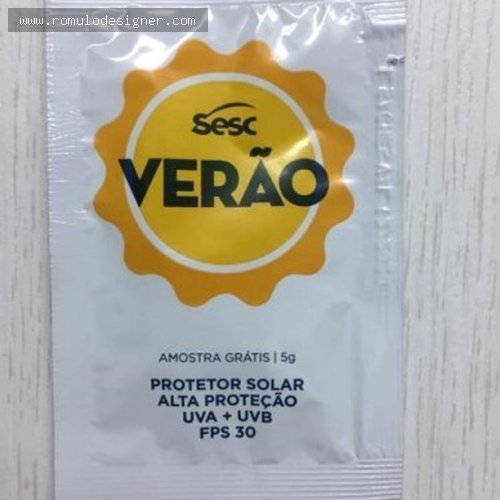 www.romulodesigner.com
Sesc
VERÃO
AMOSTRA GRÁTIS | 5g
PROTETOR SOLAR
ALTA PROTEÇÃO
UVA + UVB
FPS 30